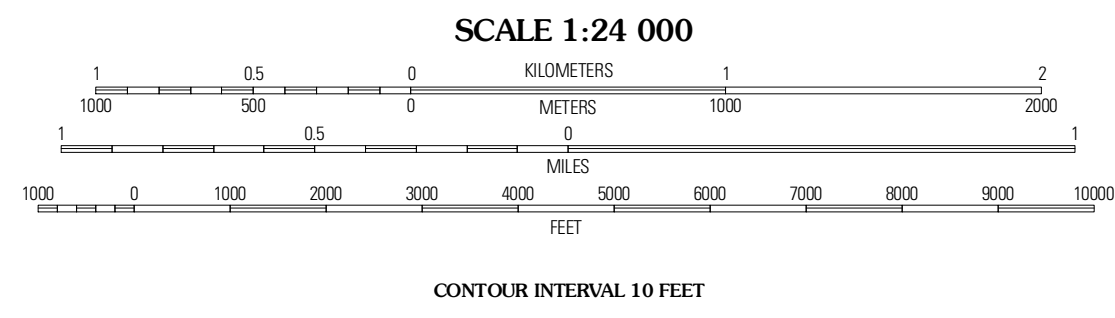 SCALE 1:24 000
1 0.5 0 KILOMETERS 1 2
1000 500 0 METERS 1000 2000
1 0.5 0 1
MILES
1000 0 1000 2000 3000 4000 5000 6000 7000 8000 9000 10000
FEET
CONTOUR INTERVAL 10 FEET